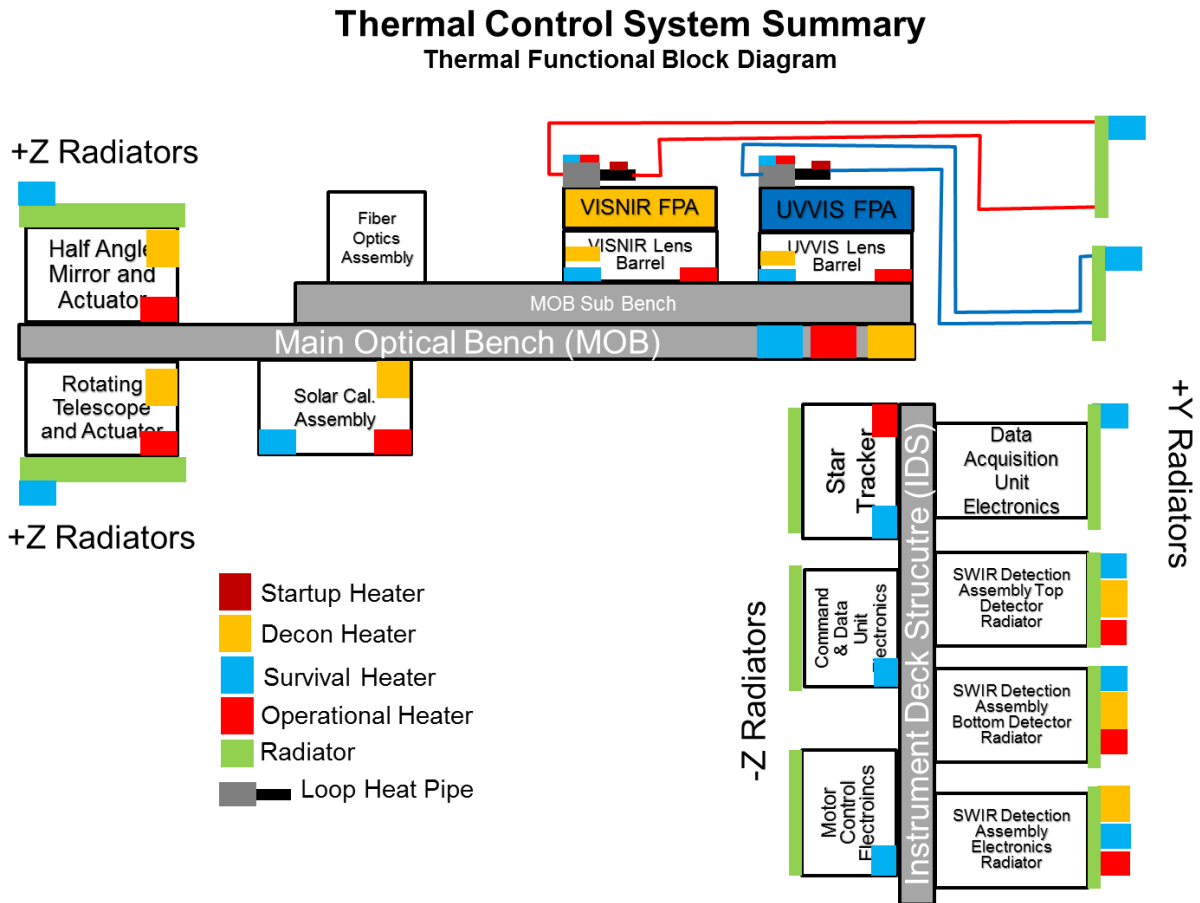 Thermal Control System Summary
Thermal Functional Block Diagram
+Z Radiators
Half Angle
Mirror and
Actuator
Fiber
Optics
Assembly
VISNIR FPA
VISNIR Lens
Barrel
UVVIS FPA
UVVIS Lens
Barrel
MOB Sub Bench
Main Optical Bench (MOB)
Rotating
Telescope
and Actuator
Solar Cal.
Assembly
+Z Radiators
Startup Heater
Decon Heater
Survival Heater
Operational Heater
Radiator
Loop Heat Pipe
-Z Radiators
Star
Tracker
Command
& Data
Unit
Electronics
Motor
Control
Electroincs
Instrument Deck Strucutre (IDS)
Data
Acquisition
Unit
Electronics
SWIR Detection
Assembly Top
Detector
Radiator
SWIR Detection
Assembly
Bottom Detector
Radiator
SWIR Detection
Assembly
Electronics
Radiator
+Y Radiators